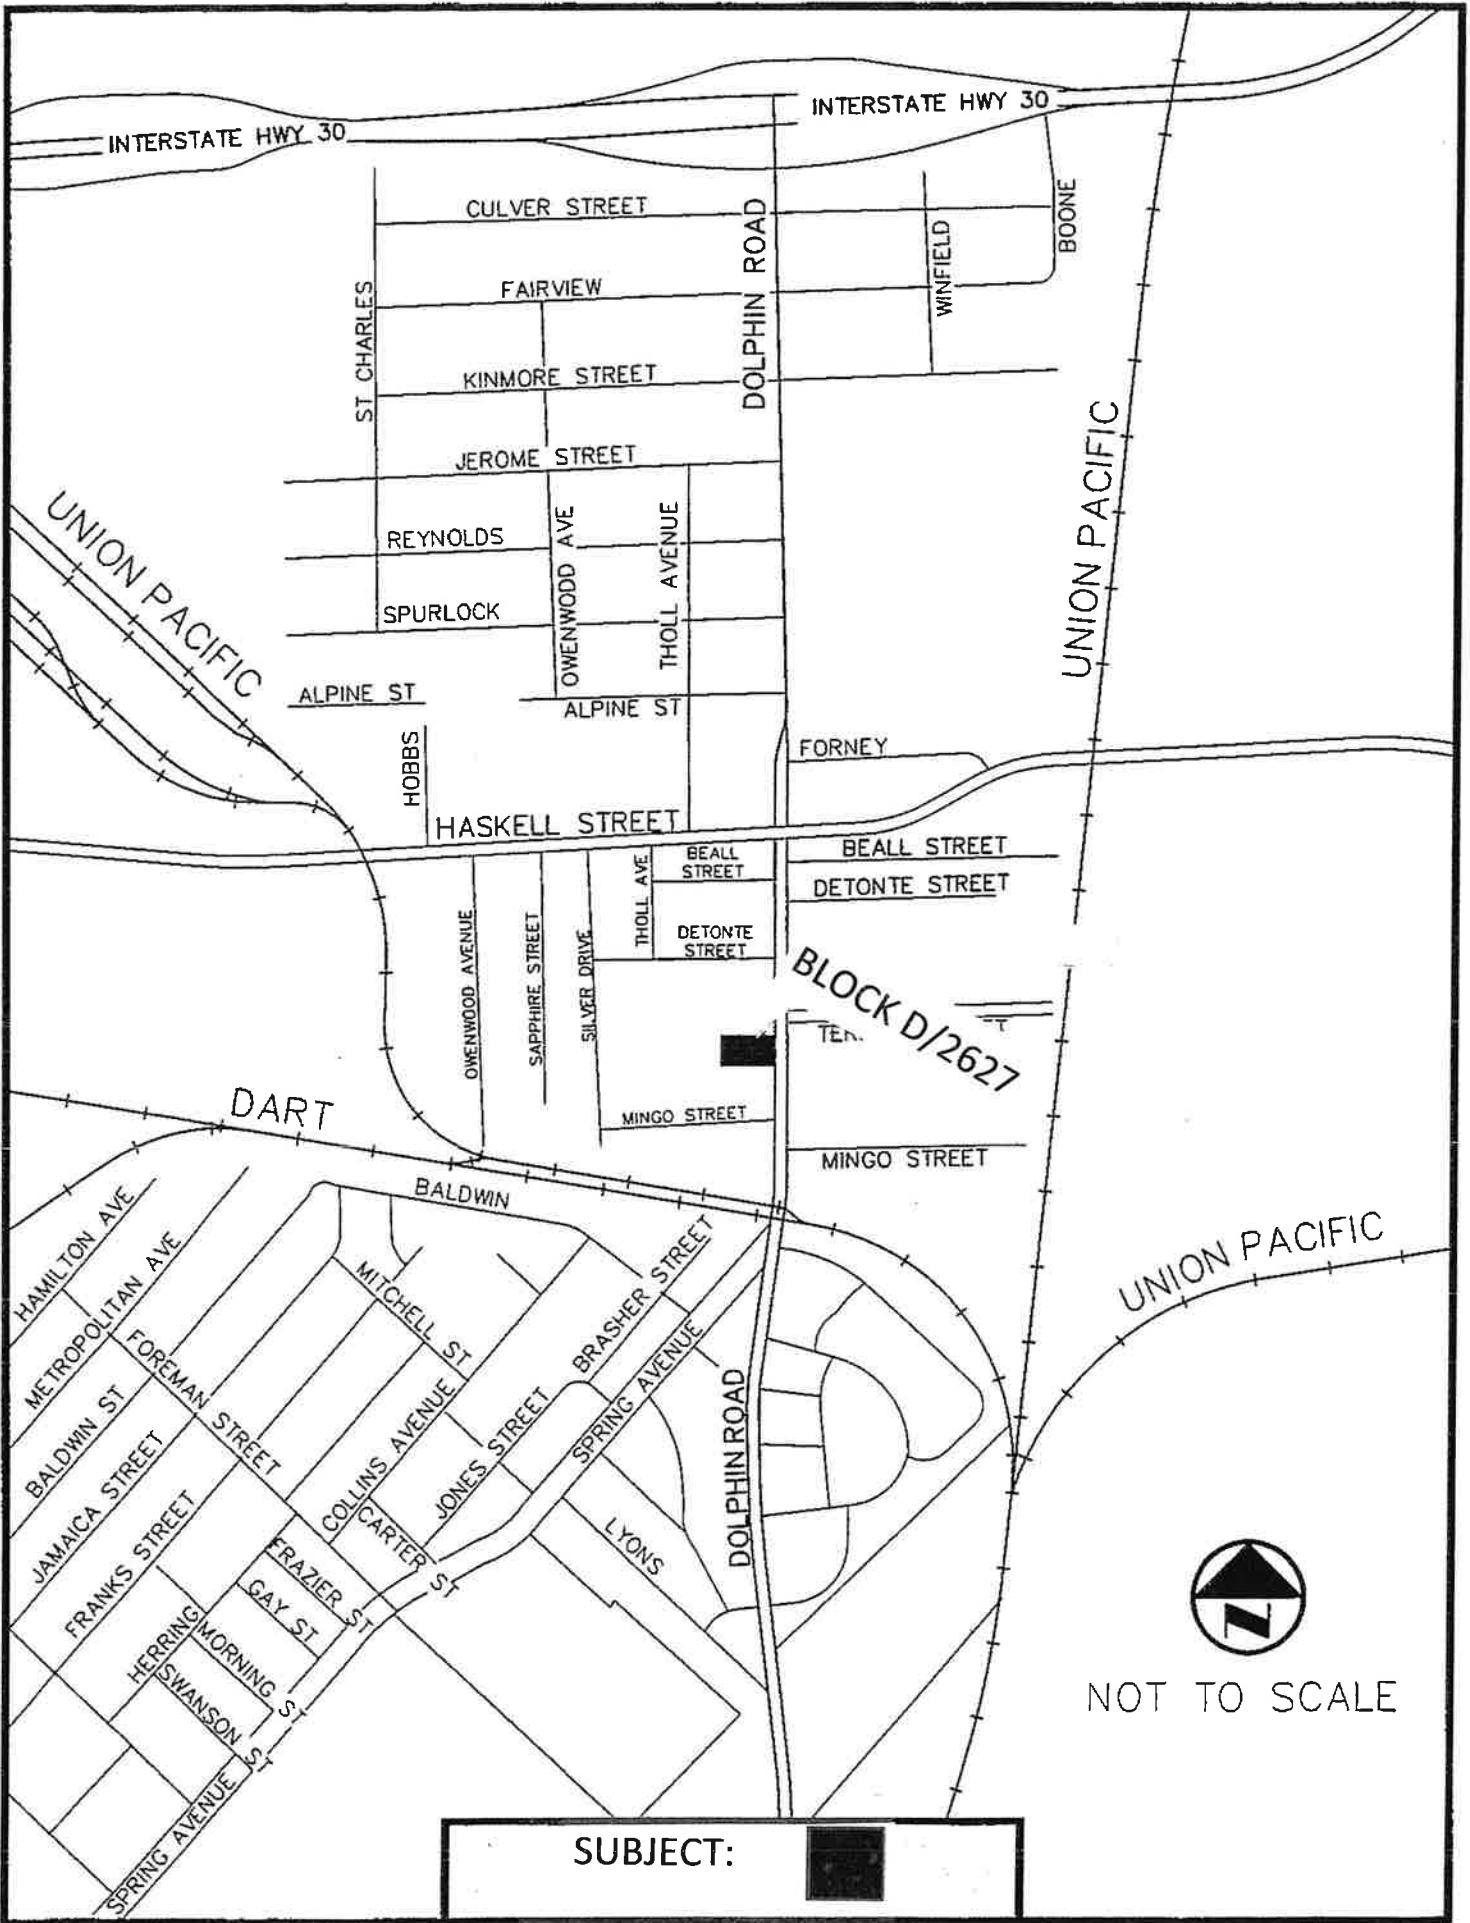 INTERSTATE HWY 30
INTERSTATE HWY 30
CULVER STREET
DOLPHIN ROAD
WINFIELD
BOONE
FAIRVIEW
ST CHARLES
KINMORE STREET
JEROME STREET
UNION PACIFIC
UNION PACIFIC
REYNOLDS
OWENWODD AVE
THOLL AVENUE
SPURLOCK
ALPINE ST
ALPINE ST
HOBBS
FORNEY
HASKELL STREET
BEALL
STREET
BEALL STREET
DETONTE STREET
THOLL AVE
DETONTE
STREET
OWENWOOD AVENUE
SAPPHIRE STREET
SILVER DRIVE
BLOCK D/2627
DART
MINGO STREET
MINGO STREET
BALDWIN
HAMILTON AVE
METROPOLITAN AVE
MITCHELL ST
BRASHER STREET
UNION PACIFIC
FOREMAN STREET
BALDWIN ST
COLLINS AVENUE
JONES STREET
SPRING AVENUE
DOLPHIN ROAD
JAMAICA STREET
FRANKS STREET
CARTER ST
LYONS
FRAZIER ST
GAY ST
HERRING
MORNING ST
SWANSON ST
SPRING AVENUE
N
NOT TO SCALE
SUBJECT: